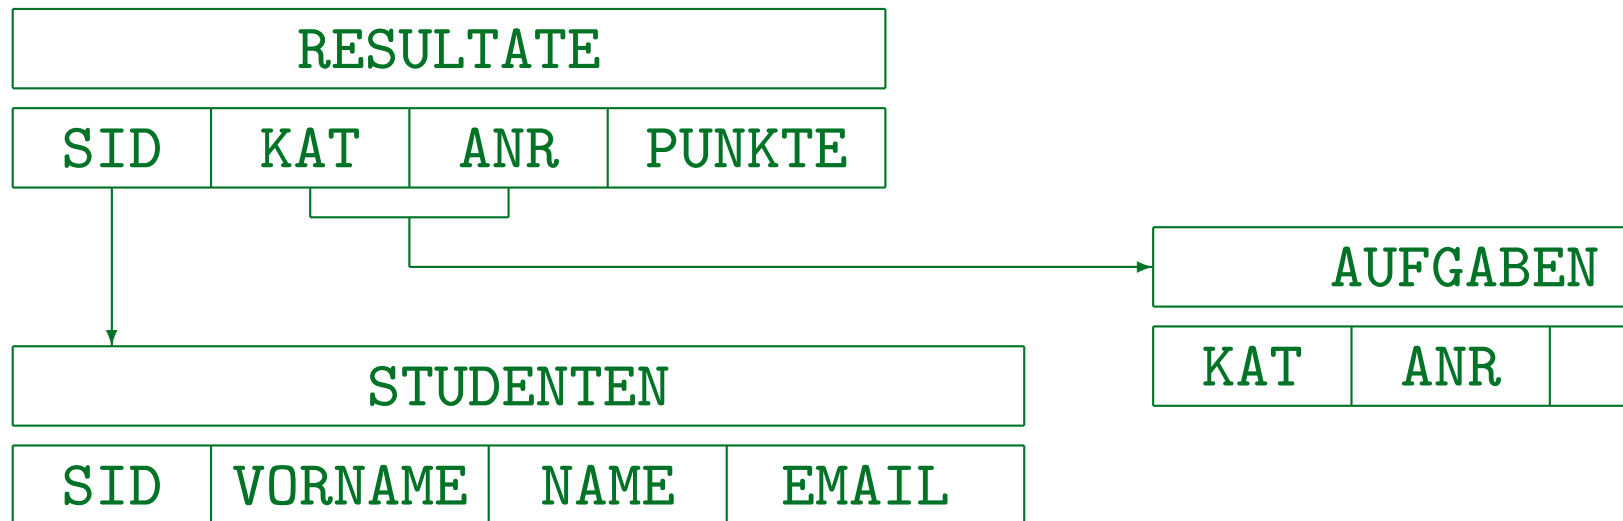 RESULTATE
SID KAT ANR PUNKTE
AUFGABEN
KAT ANR
STUDENTEN
SID VORNAME NAME EMAIL